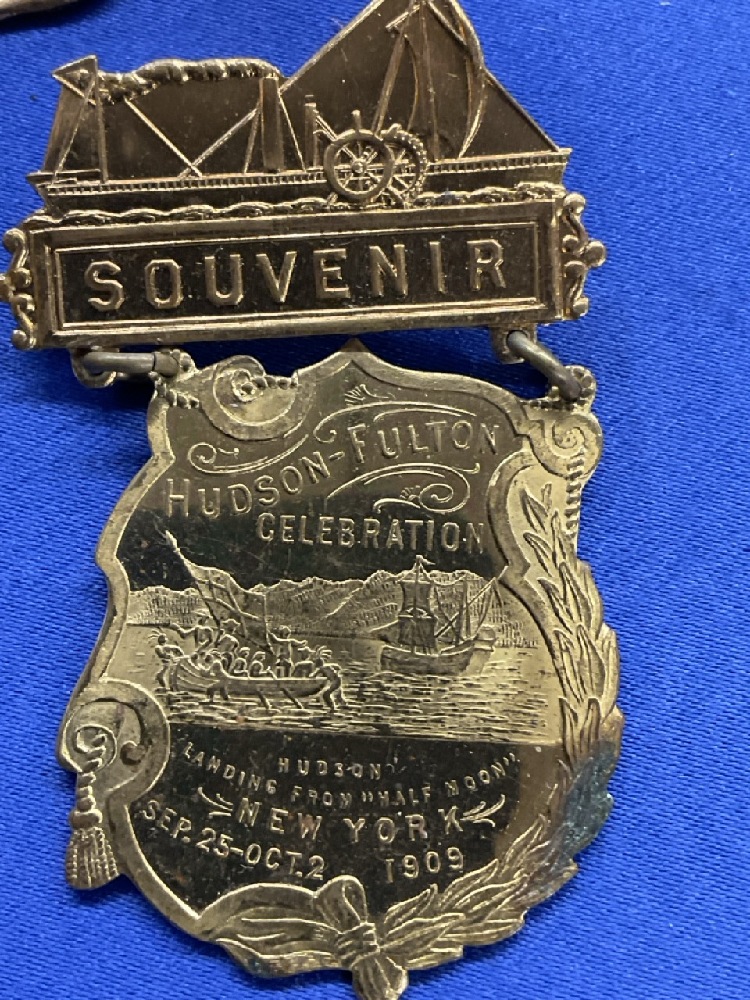 SOUVENIR
HUDSON-FULTON
CELEBRATION
HUDSON
LANDING FROM "HALF MOON"
NEW YORK
SEP. 25-OCT. 2 1909